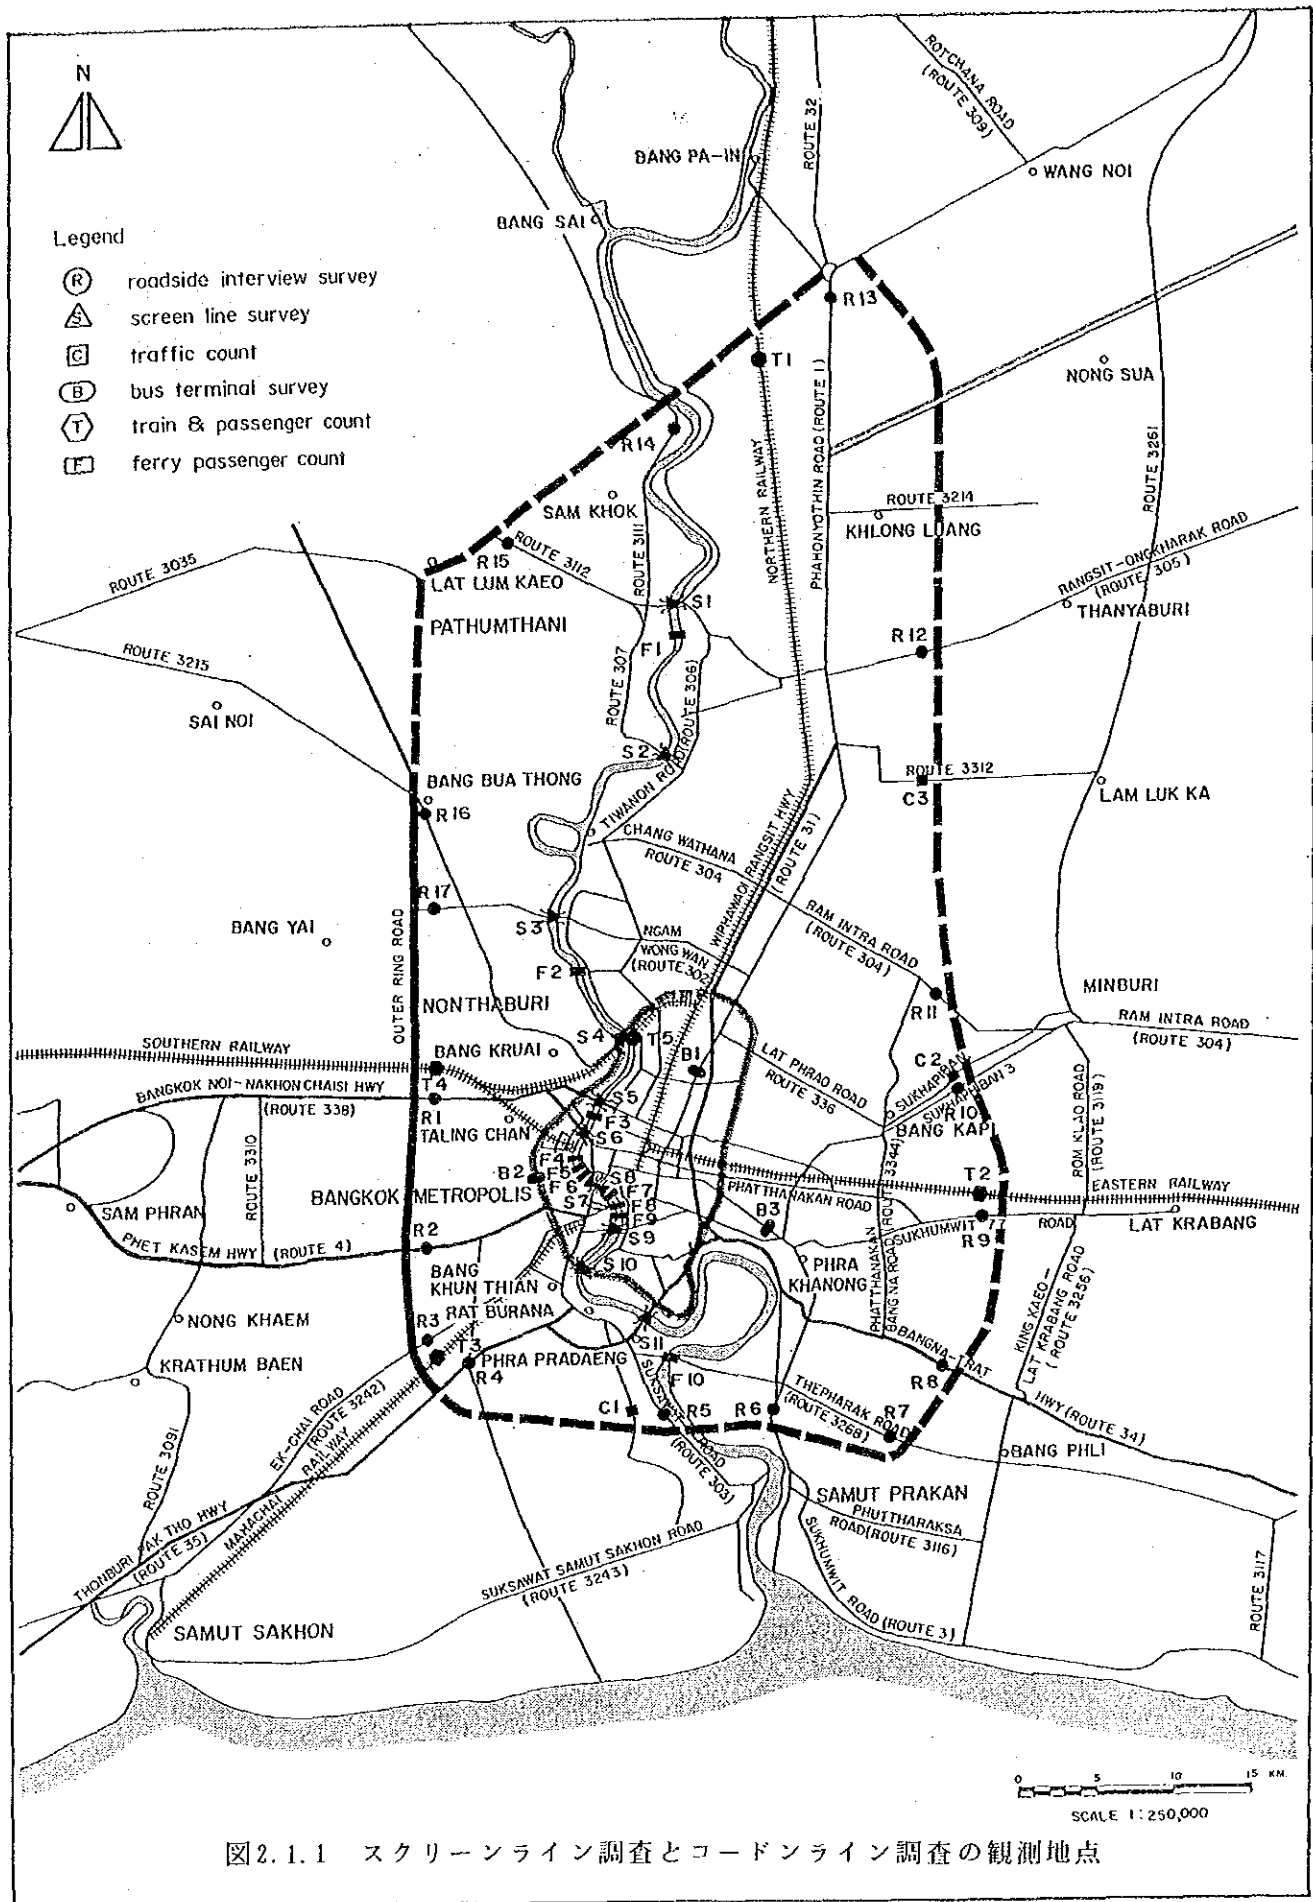 N
Legend
R roadside interview survey
S screen line survey
C traffic count
B bus terminal survey
T train & passenger count
F ferry passenger count
ROTCHANA ROAD
(ROUTE 309)
ROUTE 32
BANG PA-IN
WANG NOI
BANG SAI
R13
T1
NONG SUA
R14
PHAHONYOTHIN ROAD (ROUTE 1)
NORTHERN RAILWAY
ROUTE 3261
SAM KHOK
ROUTE 3111
ROUTE 3214
KHLONG LUANG
R15
ROUTE 3112
RANGSIT-ONGKHARAK ROAD
(ROUTE 305)
ROUTE 3035
LAT LUM KAEO
S1
THANYABURI
PATHUMTHANI
F1
R12
ROUTE 3215
ROUTE 307
(ROUTE 306)
SAI NOI
S2
TIWANON ROAD
BANG BUA THONG
ROUTE 3312
C3
LAM LUK KA
R16
CHANG WATHANA
ROUTE 304
WIPHAWADI RANGSIT HWY
(ROUTE 31)
R17
RAM INTRA ROAD
(ROUTE 304)
BANG YAI
S3
NGAM
WONG WAN
(ROUTE 302)
OUTER RING ROAD
F2
NONTHABURI
R11
MINBURI
RAM INTRA ROAD
(ROUTE 304)
SOUTHERN RAILWAY
S4
T5
BANG KRUAI
B1
LAT PHRAO ROAD
ROUTE 336
C2
SUKHAPIBAN
SUKHAPHIBAN 3
R10
BANGKOK NOI-NAKHON CHAISI HWY
(ROUTE 338)
T4
R1
S5
F3
TALING CHAN
S6
BANG KAPI
ROM KLAO ROAD
(ROUTE 3119)
ROUTE 3310
F4
F5
F6
B2
S8
S7
F7
F8
F9
S9
T2
PHATTHANAKAN ROAD
EASTERN RAILWAY
BANGKOK METROPOLIS
SAM PHRAN
B3
SUKHUMWIT 77
ROAD
R9
LAT KRABANG
PHET KASEM HWY (ROUTE 4)
R2
S10
PHRA
KHANONG
PHATTHANAKAN
BANG NA ROAD (ROUTE 3344)
KING KAEO-
LAT KRABANG ROAD
(ROUTE 3256)
BANG
KHUN THIAN
NONG KHAEM
R3
RAT BURANA
S11
BANGNA-TRAT
HWY (ROUTE 34)
KRATHUM BAEN
T3
R4
PHRA PRADAENG
F10
R8
EK-CHAI ROAD
(ROUTE 3242)
C1
R5
R6
THEPHARAK ROAD
(ROUTE 3268)
R7
SUKSAWAT ROAD
(ROUTE 303)
BANG PHLI
ROUTE 3091
MAHACHAI
RAILWAY
SAMUT PRAKAN
PHUTTHARAKSA
ROAD (ROUTE 3116)
THONBURI PAK THO HWY
(ROUTE 35)
SUKSAWAT SAMUT SAKHON ROAD
(ROUTE 3243)
SUKHUMWIT
ROAD (ROUTE 3)
ROUTE 3117
SAMUT SAKHON
0 5 10 15 KM.
SCALE 1:250,000
図2.1.1 スクリーンライン調査とコードンライン調査の観測地点